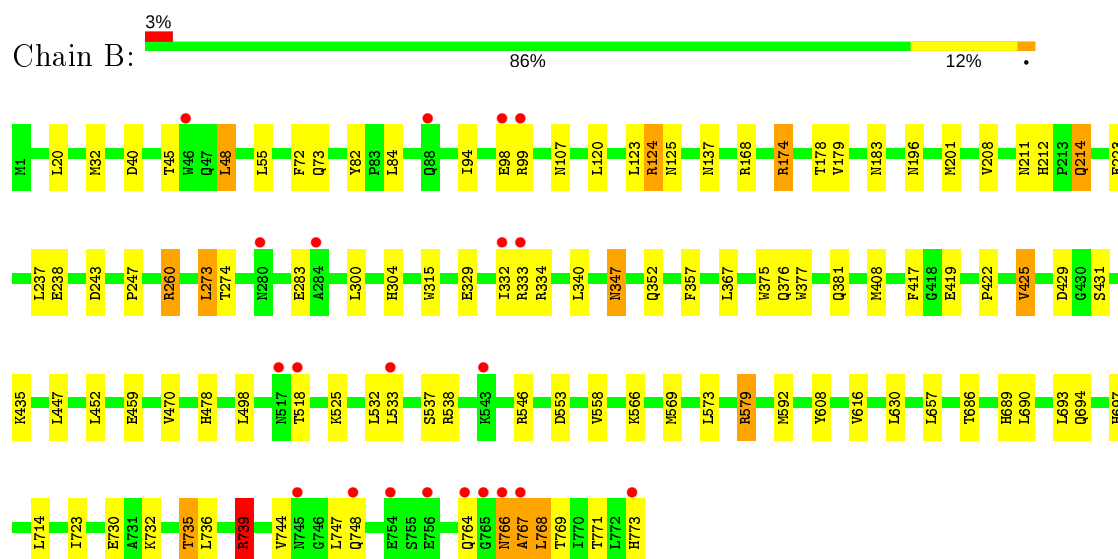 3%
Chain B:
86% 12% •
M1 L20 M32 D40 T45 W46 Q47 L48 L55 F72 Q73 Y82 P83 L84 Q88 I94 E98 R99 N107 L120 L123 R124 N125 N137 R168 R174 T178 V179 N183 N196 M201 V208 N211 H212 P213 Q214
L237 E238 D243 P247 R260 L273 T274 N280 E283 A284 L300 H304 W315 E329 I332 R333 R334 L340 N347 Q352 F357 L367 W375 Q376 W377 Q381 M408 F417 G418 E419 P422 V425 D429 G430 S431
K435 L447 L452 E459 V470 H478 L498 N517 T518 K525 L532 L533 S537 R538 K543 R546 D553 V558 K566 M569 L573 R579 M592 Y608 V616 L630 L657 T686 H689 L690 L693 Q694 H697
L714 I723 E730 A731 K732 T735 L736 R739 V744 N745 G746 L747 Q748 E754 S755 E756 Q764 G765 N766 A767 L768 T769 I770 T771 L772 H773